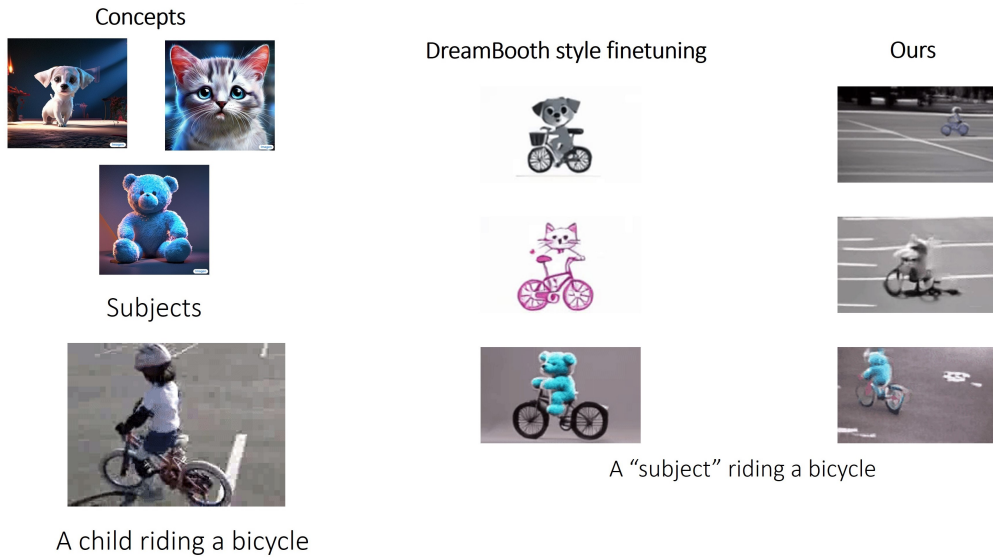 Concepts
DreamBooth style finetuning
Ours
Subjects
A "subject" riding a bicycle
A child riding a bicycle